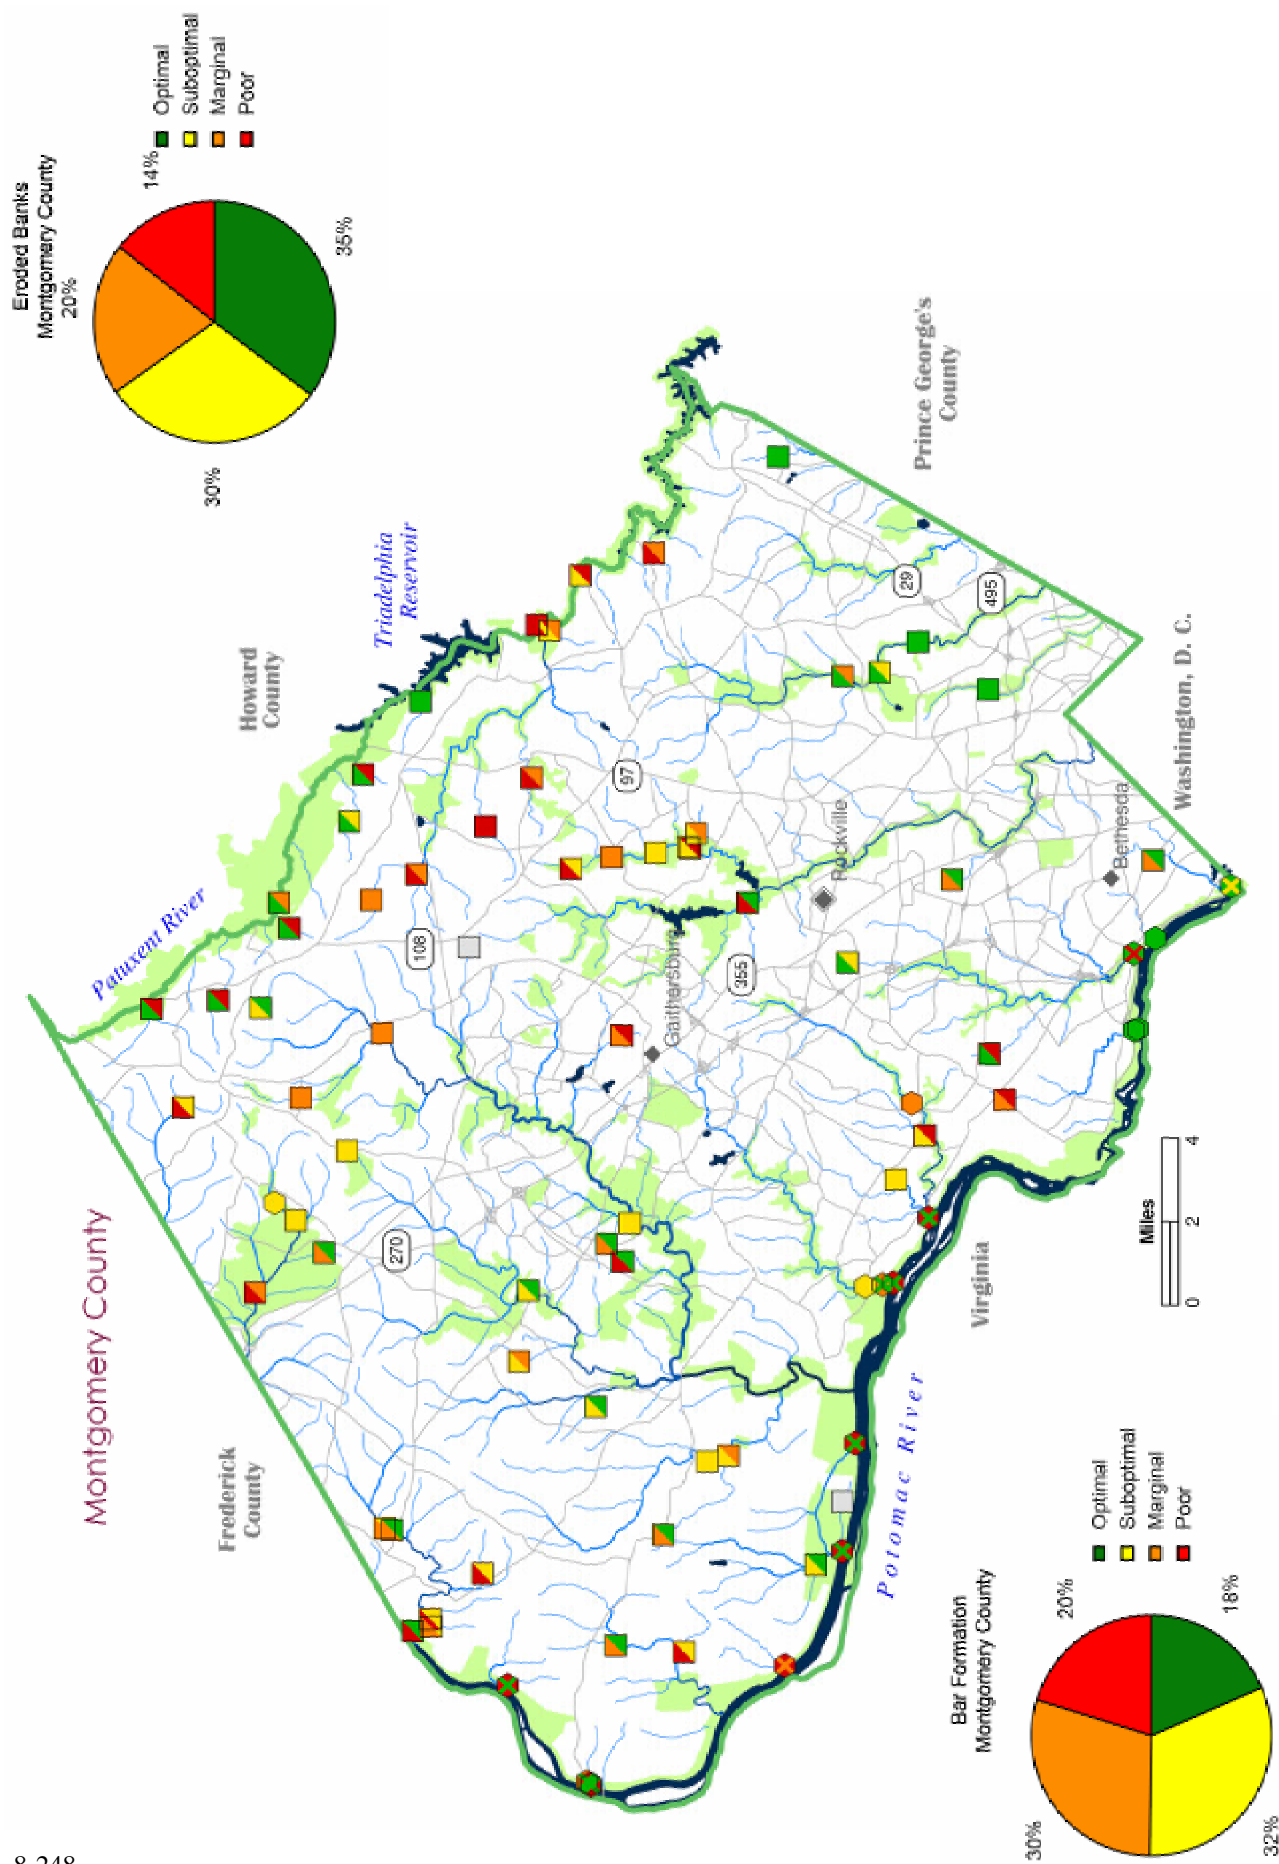 Montgomery County
Eroded Banks
Montgomery County
20%
14%
35%
30%
Optimal
Suboptimal
Marginal
Poor
Frederick
County
Howard
County
Patuxent River
Triadelphia
Reservoir
Prince George's
County
Washington, D. C.
Virginia
Potomac River
270
108
97
355
29
495
Gaithersburg
Rockville
Bethesda
Miles
0 2 4
Bar Formation
Montgomery County
30%
20%
18%
32%
Optimal
Suboptimal
Marginal
Poor
8-248